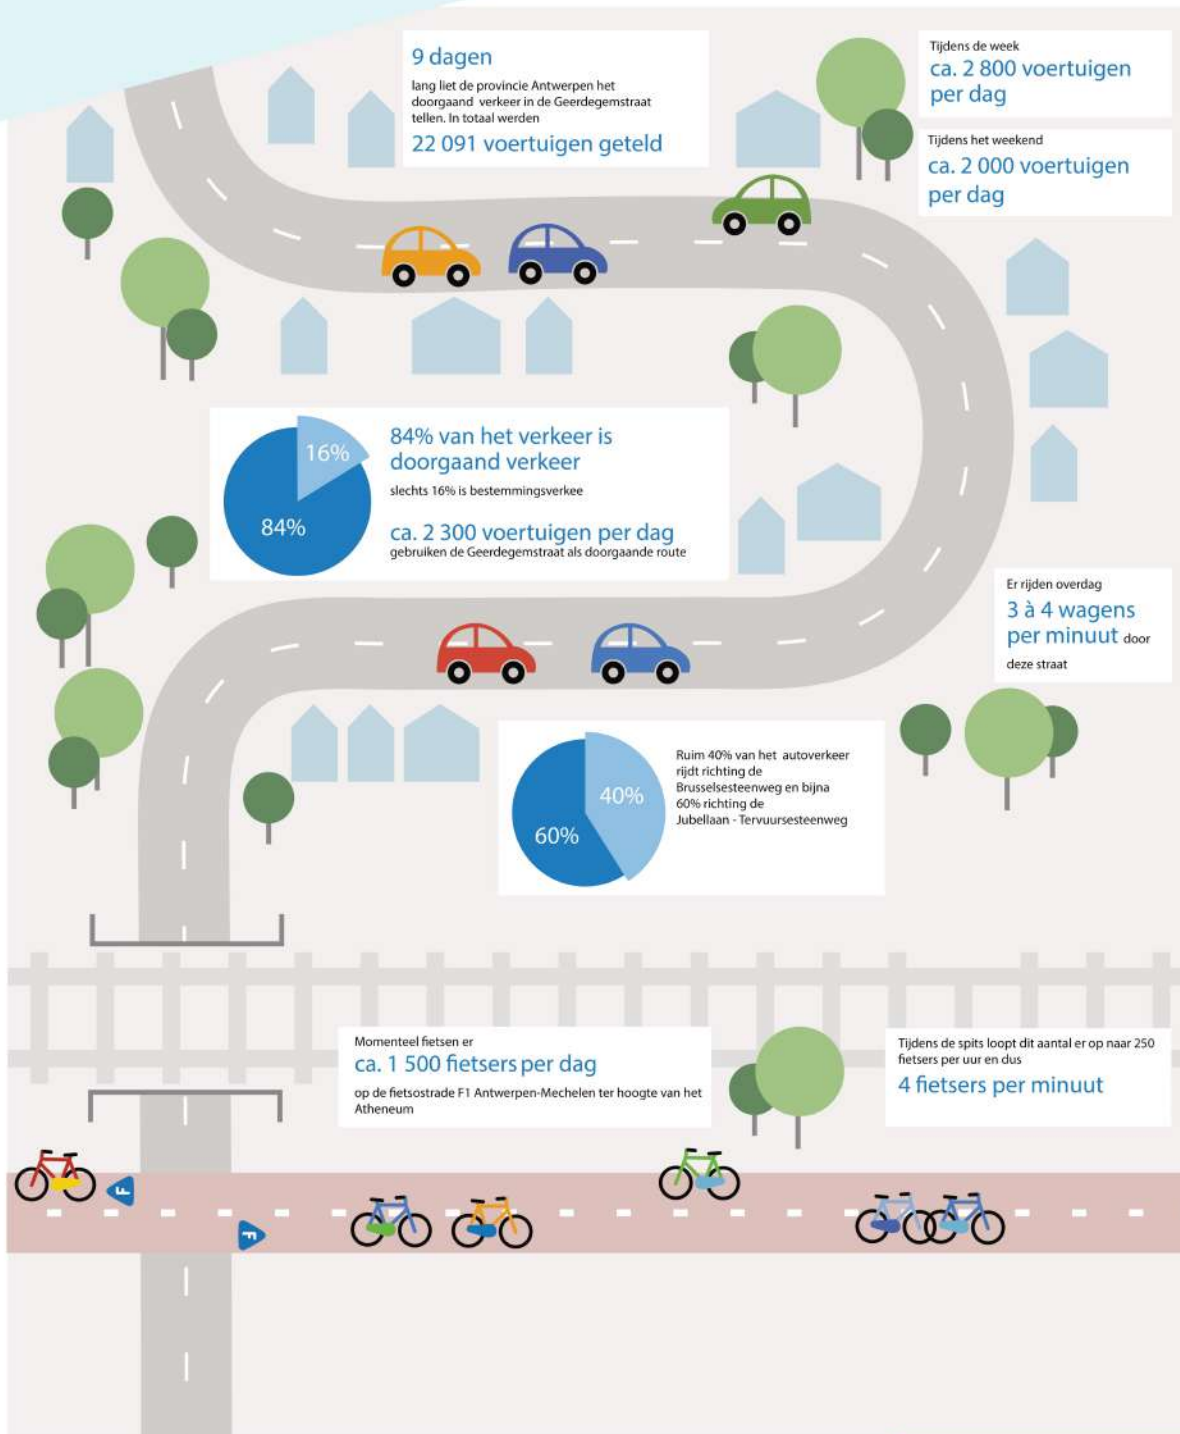 9 dagen
lang liet de provincie Antwerpen het
doorgaand verkeer in de Geerdegemstraat
tellen. In totaal werden
22 091 voertuigen geteld
Tijdens de week
ca. 2 800 voertuigen
per dag
Tijdens het weekend
ca. 2 000 voertuigen
per dag
16%
84%
84% van het verkeer is
doorgaand verkeer
slechts 16% is bestemmingsverkee
ca. 2 300 voertuigen per dag
gebruiken de Geerdegemstraat als doorgaande route
Er rijden overdag
3 à 4 wagens
per minuut door
deze straat
40%
60%
Ruim 40% van het autoverkeer
rijdt richting de
Brusselsesteenweg en bijna
60% richting de
Jubellaan - Tervuursesteenweg
Momenteel fietsen er
ca. 1 500 fietsers per dag
op de fietsostrade F1 Antwerpen-Mechelen ter hoogte van het
Atheneum
Tijdens de spits loopt dit aantal er op naar 250
fietsers per uur en dus
4 fietsers per minuut
F
F